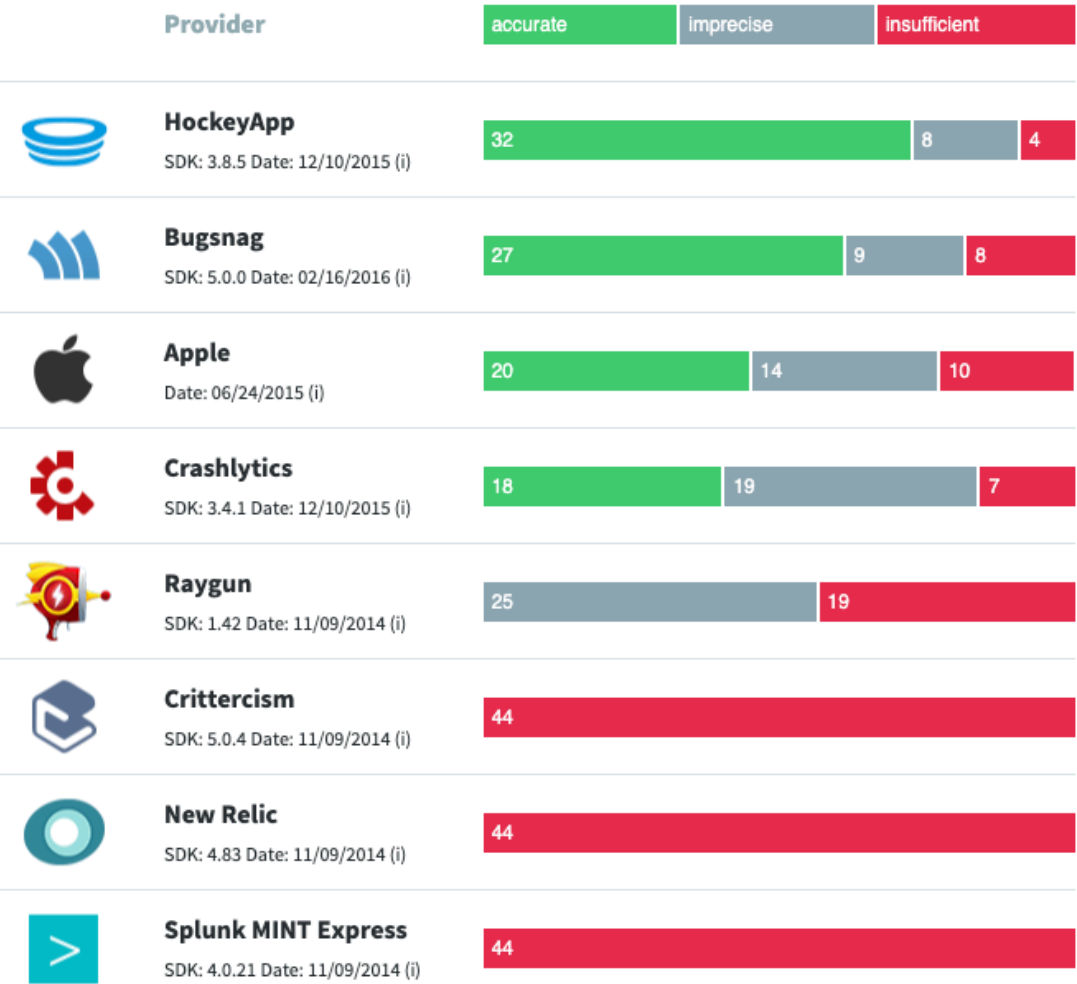 Provider accurate imprecise insufficient
HockeyApp
SDK: 3.8.5 Date: 12/10/2015 (i)
32 8 4
Bugsnag
SDK: 5.0.0 Date: 02/16/2016 (i)
27 9 8
Apple
Date: 06/24/2015 (i)
20 14 10
Crashlytics
SDK: 3.4.1 Date: 12/10/2015 (i)
18 19 7
Raygun
SDK: 1.42 Date: 11/09/2014 (i)
25 19
Crittercism
SDK: 5.0.4 Date: 11/09/2014 (i)
44
New Relic
SDK: 4.83 Date: 11/09/2014 (i)
44
Splunk MINT Express
SDK: 4.0.21 Date: 11/09/2014 (i)
44